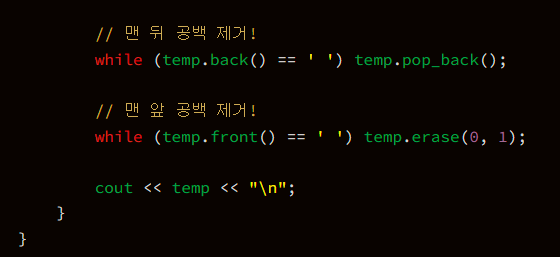 // 맨 뒤 공백 제거!
while (temp.back() == ' ') temp.pop_back();
// 맨 앞 공백 제거!
while (temp.front() == ' ') temp.erase(0, 1);
cout << temp << "\n";
}
}